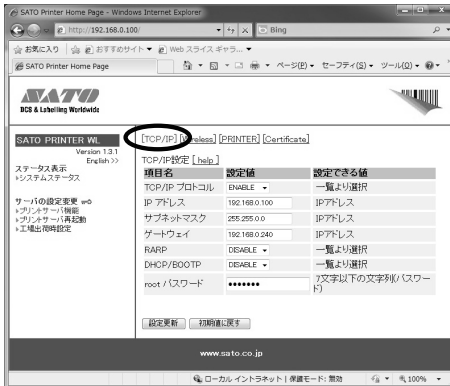 SATO Printer Home Page - Windows Internet Explorer
http://192.168.0.100/
Bing
お気に入り おすすめサイト Web スライス ギャラ...
SATO Printer Home Page ページ(P) セーフティ(S) ツール(O)
SATO
DCS & Labelling Worldwide
SATO PRINTER WL
Version 1.3.1
English >>
ステータス表示
システムステータス
サーバの設定変更
プリントサーバ機能
プリントサーバ再起動
工場出荷時設定
[TCP/IP] [Wireless] [PRINTER] [Certificate]
TCP/IP設定 [ help ]
項目名 設定値 設定できる値
TCP/IP プロトコル ENABLE 一覧より選択
IP アドレス 192.168.0.100 IPアドレス
サブネットマスク 255.255.0.0 IPアドレス
ゲートウェイ 192.168.0.240 IPアドレス
RARP DISABLE 一覧より選択
DHCP/BOOTP DISABLE 一覧より選択
root パスワード ●●●●●●● 7文字以下の文字列(パスワー
ド)
設定更新 初期値に戻す
www.sato.co.jp
ローカル イントラネット | 保護モード: 無効 100%